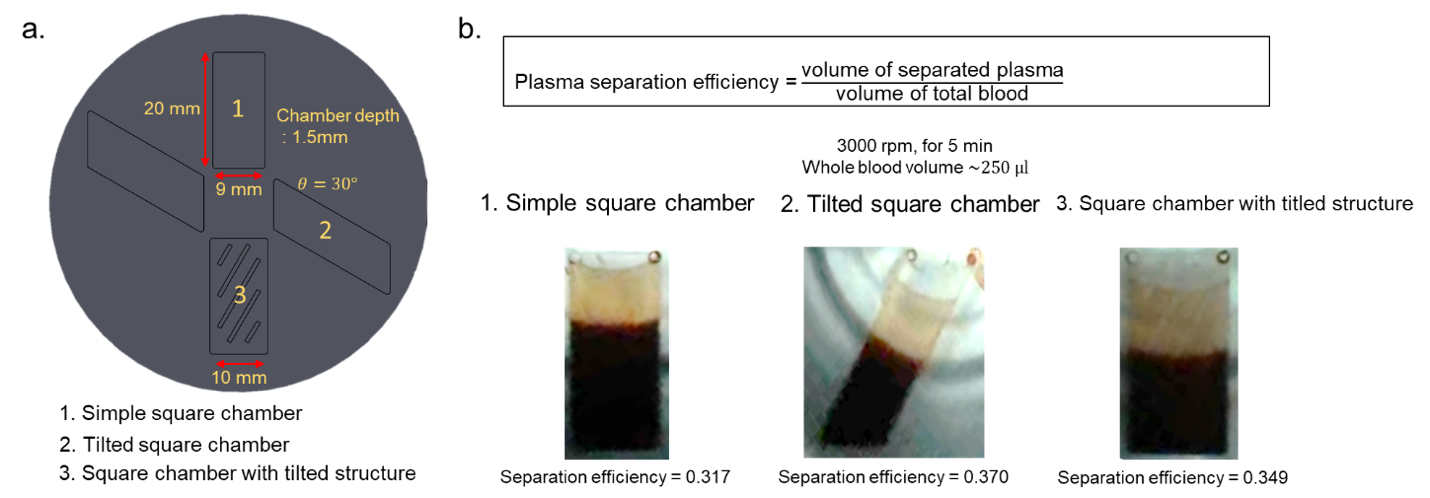 a.
1
20 mm
Chamber depth
: 1.5mm
9 mm
θ = 30°
2
3
10 mm
1. Simple square chamber
2. Tilted square chamber
3. Square chamber with tilted structure
b.
Plasma separation efficiency = volume of separated plasma
volume of total blood
3000 rpm, for 5 min
Whole blood volume ~250 μl
1. Simple square chamber
2. Tilted square chamber
3. Square chamber with titled structure
Separation efficiency = 0.317
Separation efficiency = 0.370
Separation efficiency = 0.349